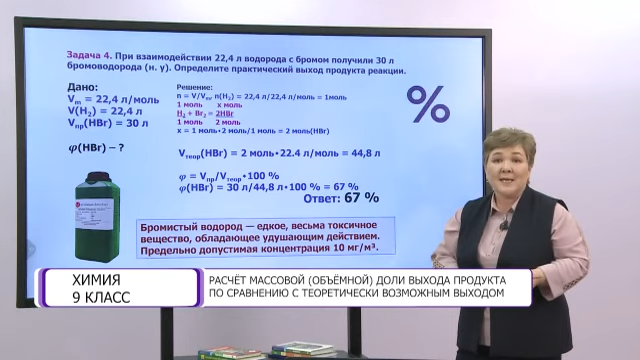 Задача 4. При взаимодействии 22,4 л водорода с бромом получили 30 л
бромоводорода (н. у). Определите практический выход продукта реакции.
Дано:
Vm = 22,4 л/моль
V(H2) = 22,4 л
Vпр(HBr) = 30 л
φ(HBr) – ?
Решение:
n = V/Vm, n(H2) = 22,4 л/22,4 л/моль = 1моль
1 моль x моль
H2 + Br2 = 2HBr
1 моль 2 моль
x = 1 моль•2 моль/1 моль = 2 моль(HBr)
Vтеор(HBr) = 2 моль•22.4 л/моль = 44,8 л
φ = Vпр/Vтеор•100 %
φ(HBr) = 30 л/44,8 л•100 % = 67 %
Ответ: 67 %
%
Бромистый водород — едкое, весьма токсичное
вещество, обладающее удушающим действием.
Предельно допустимая концентрация 10 мг/м³.
ХИМИЯ
9 КЛАСС
РАСЧЁТ МАССОВОЙ (ОБЪЁМНОЙ) ДОЛИ ВЫХОДА ПРОДУКТА
ПО СРАВНЕНИЮ С ТЕОРЕТИЧЕСКИ ВОЗМОЖНЫМ ВЫХОДОМ